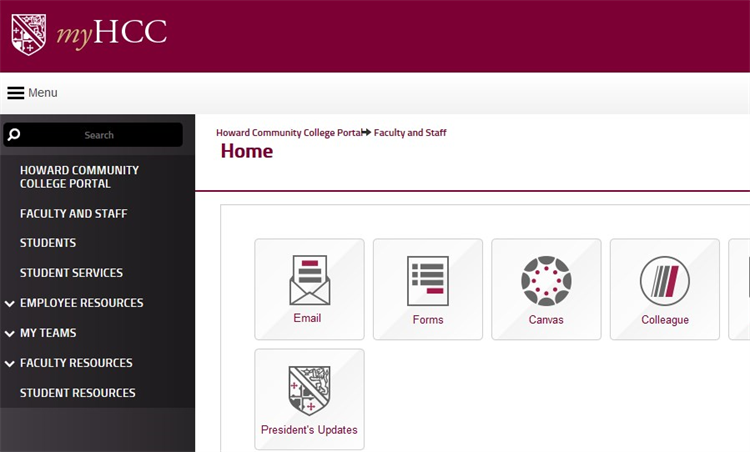 myHCC
Menu
Search
Howard Community College Portal Faculty and Staff
Home
HOWARD COMMUNITY
COLLEGE PORTAL
FACULTY AND STAFF
STUDENTS
STUDENT SERVICES
EMPLOYEE RESOURCES
MY TEAMS
FACULTY RESOURCES
STUDENT RESOURCES
Email
Forms
Canvas
Colleague
President's Updates